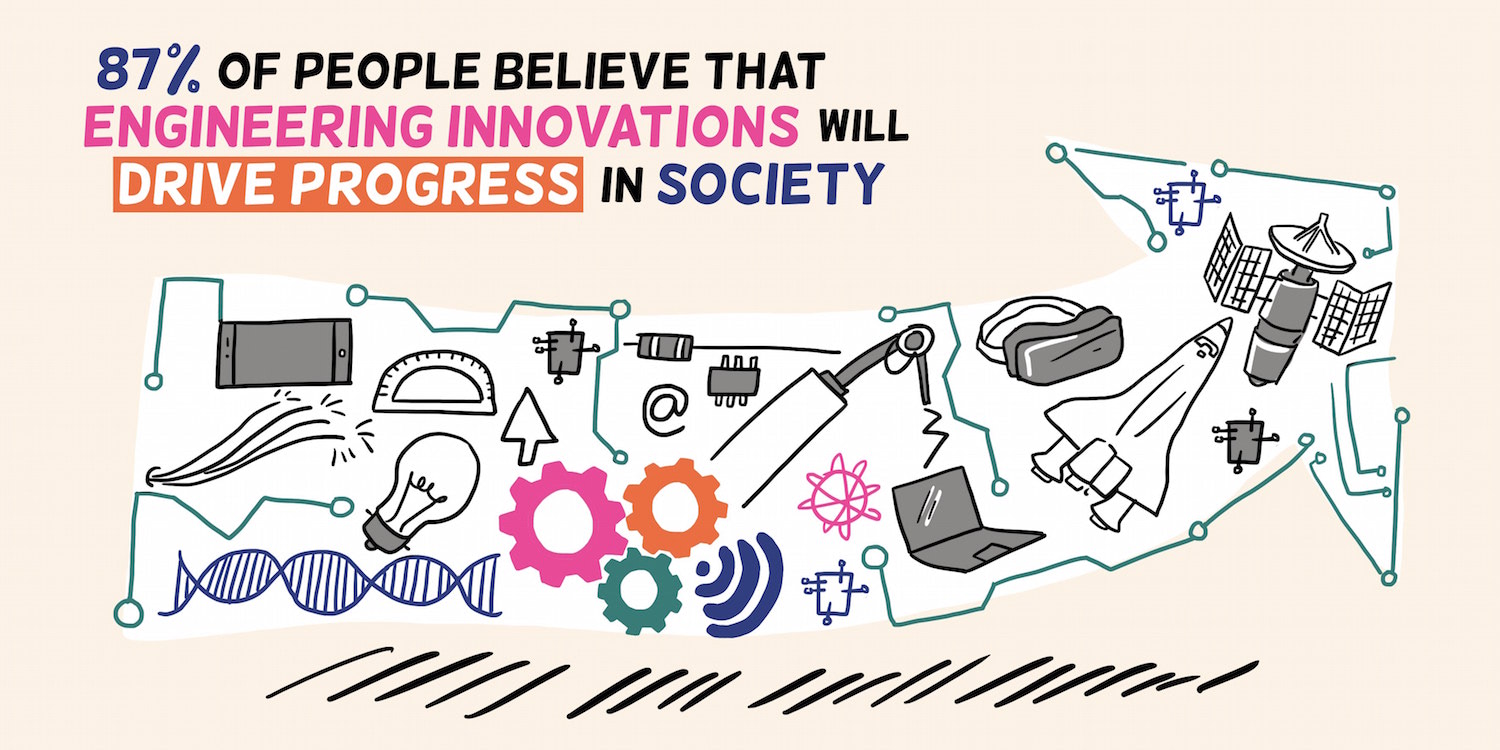 87% OF PEOPLE BELIEVE THAT
ENGINEERING INNOVATIONS WILL
DRIVE PROGRESS IN SOCIETY
@